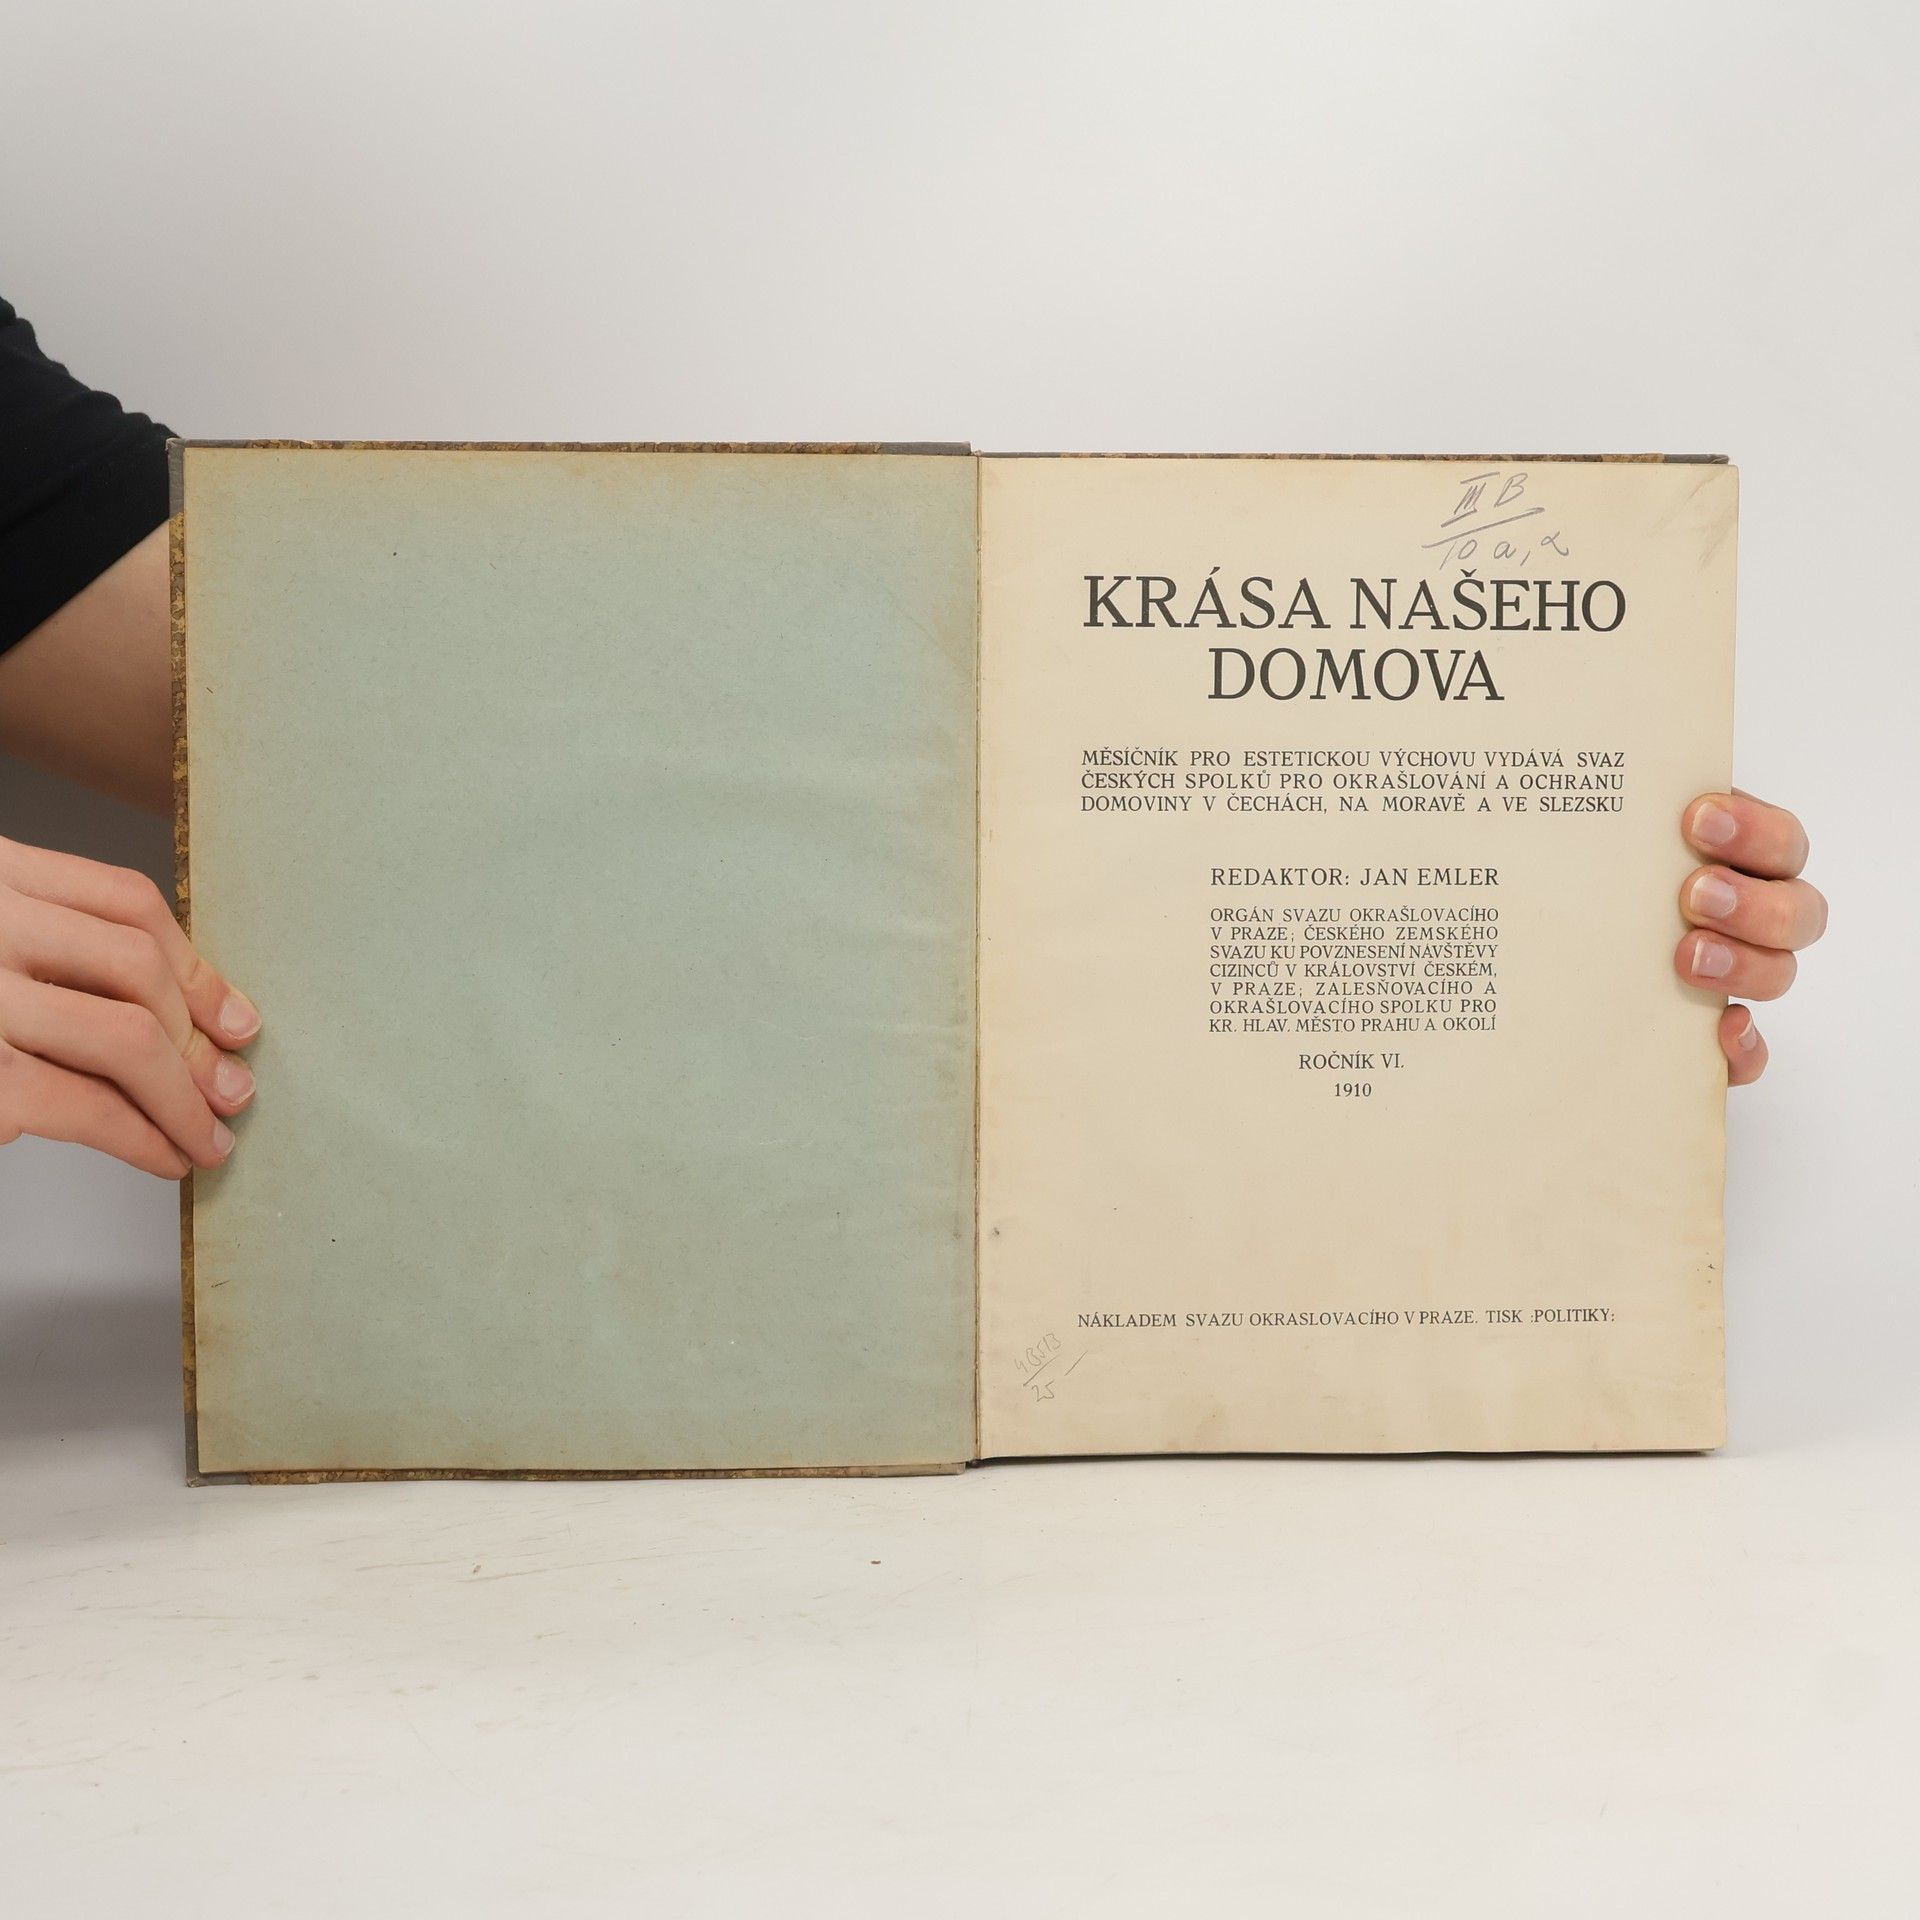 III B
10 a, α
KRÁSA NAŠEHO
DOMOVA
MĚSÍČNÍK PRO ESTETICKOU VÝCHOVU VYDÁVÁ SVAZ
ČESKÝCH SPOLKŮ PRO OKRAŠLOVÁNÍ A OCHRANU
DOMOVINY V ČECHÁCH, NA MORAVĚ A VE SLEZSKU
REDAKTOR: JAN EMLER
ORGÁN SVAZU OKRAŠLOVACÍHO
V PRAZE; ČESKÉHO ZEMSKÉHO
SVAZU KU POVZNESENÍ NÁVŠTĚVY
CIZINCŮ V KRÁLOVSTVÍ ČESKÉM,
V PRAZE; ZALESŇOVACÍHO A
OKRAŠLOVACÍHO SPOLKU PRO
KR. HLAV. MĚSTO PRAHU A OKOLÍ
ROČNÍK VI.
1910
NÁKLADEM SVAZU OKRASLOVACÍHO V PRAZE. TISK :POLITIKY:
25